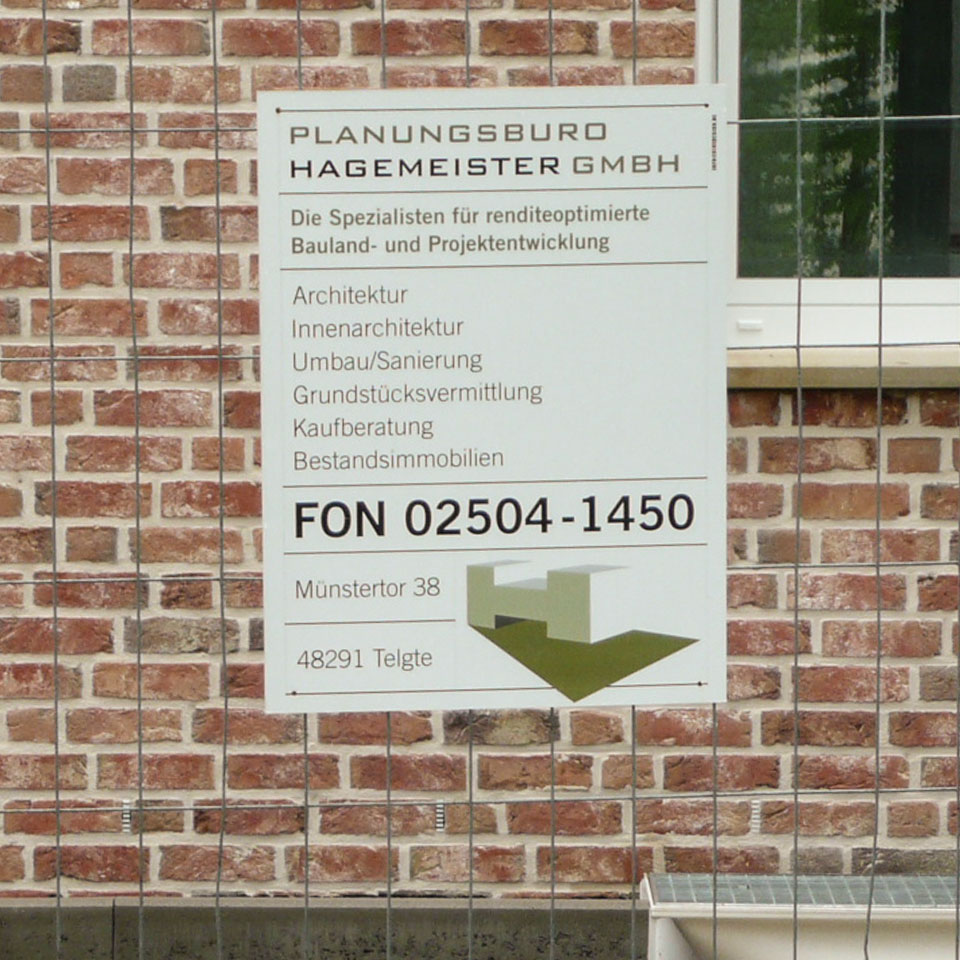 PLANUNGSBURO
HAGEMEISTER GMBH
Die Spezialisten für renditeoptimierte
Bauland- und Projektentwicklung
Architektur
Innenarchitektur
Umbau/Sanierung
Grundstücksvermittlung
Kaufberatung
Bestandsimmobilien
FON 02504-1450
Münstertor 38
48291 Telgte